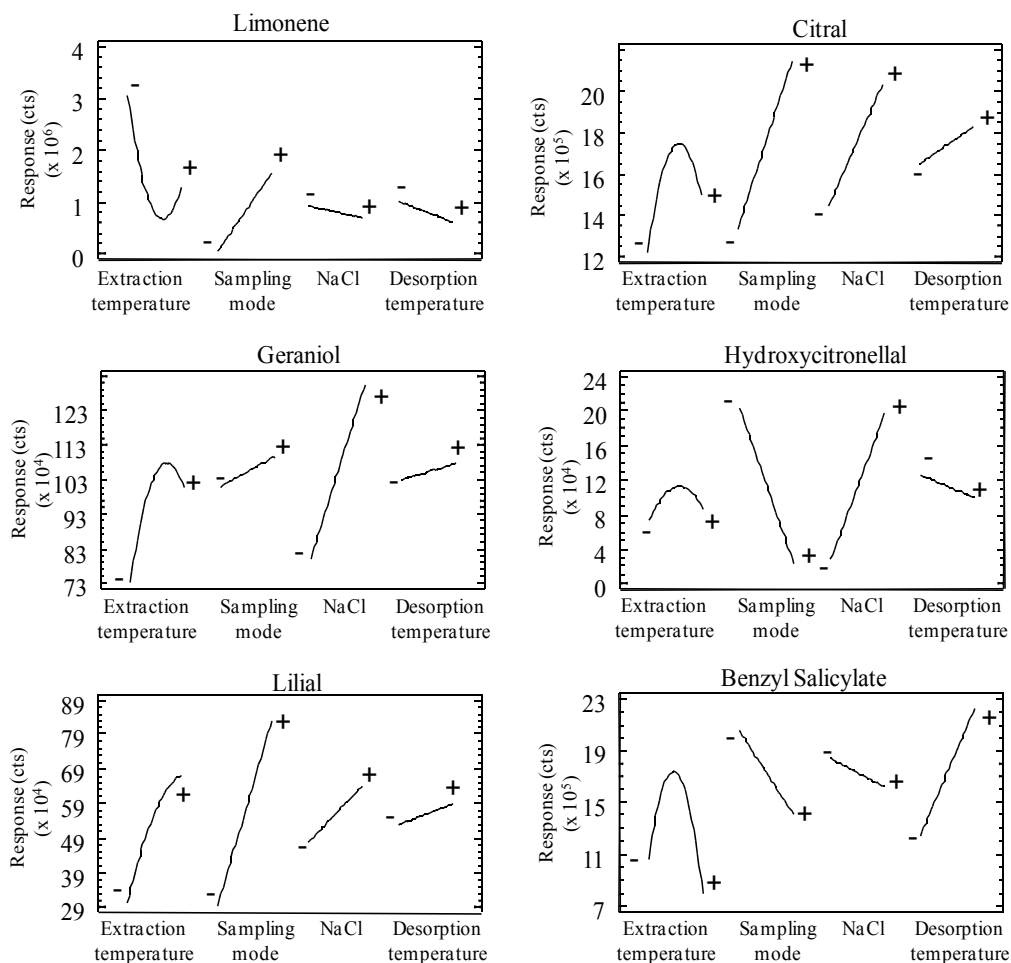 Limonene
Response (cts)
(x 10⁶)
4
3
2
1
0
- + - + - + - +
Extraction temperature
Sampling mode
NaCl
Desorption temperature
Citral
Response (cts)
(x 10⁵)
20
18
16
14
12
- + - + - + - +
Extraction temperature
Sampling mode
NaCl
Desorption temperature
Geraniol
Response (cts)
(x 10⁴)
123
113
103
93
83
73
- + - + - + - +
Extraction temperature
Sampling mode
NaCl
Desorption temperature
Hydroxycitronellal
Response (cts)
(x 10⁴)
24
20
16
12
8
4
0
- + - + - + - +
Extraction temperature
Sampling mode
NaCl
Desorption temperature
Lilial
Response (cts)
(x 10⁴)
89
79
69
59
49
39
29
- + - + - + - +
Extraction temperature
Sampling mode
NaCl
Desorption temperature
Benzyl Salicylate
Response (cts)
(x 10⁵)
23
19
15
11
7
- + - + - + - +
Extraction temperature
Sampling mode
NaCl
Desorption temperature